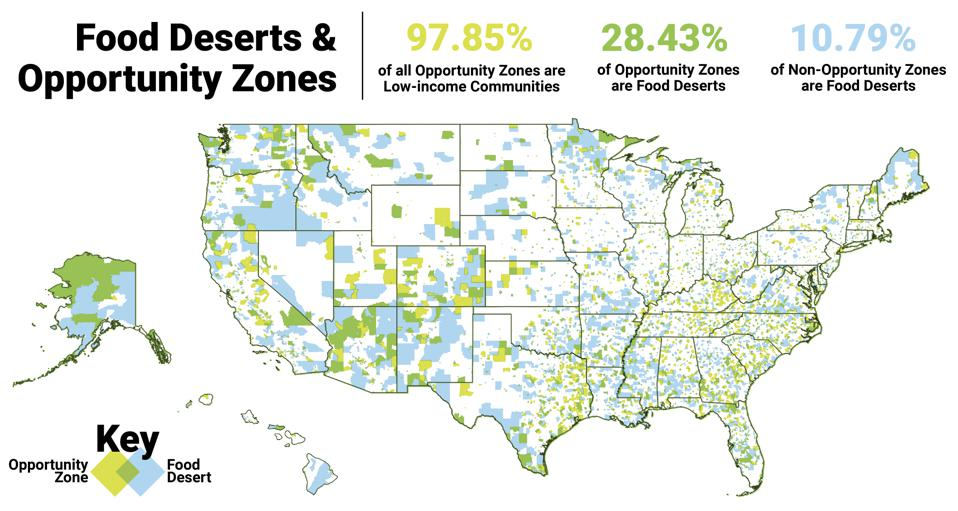 Food Deserts &
Opportunity Zones
97.85%
of all Opportunity Zones are
Low-income Communities
28.43%
of Opportunity Zones
are Food Deserts
10.79%
of Non-Opportunity Zones
are Food Deserts
Key
Opportunity
Zone
Food
Desert